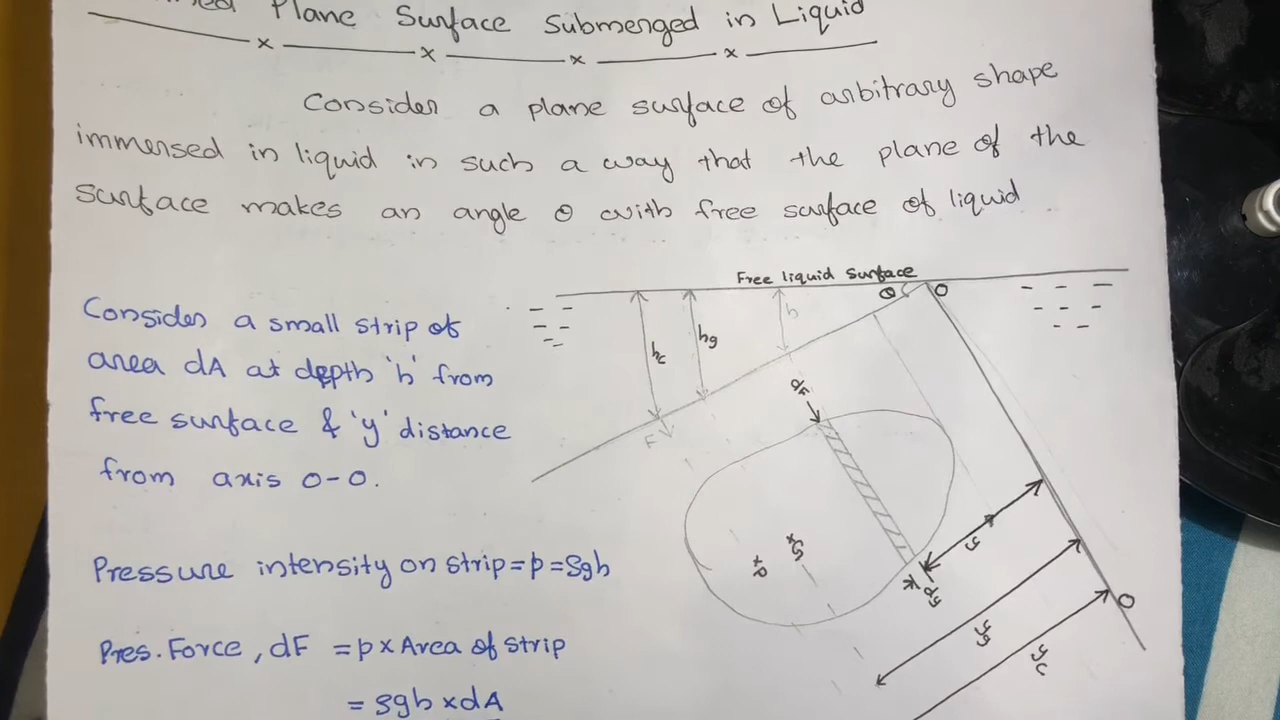 Plane Surface Submerged in Liquid
Consider a plane surface of arbitrary shape
immersed in liquid in such a way that the plane of the
surface makes an angle θ with free surface of liquid
Free liquid surface
θ
O
h
hg
hc
Consider a small strip of
area dA at depth 'h' from
free surface & 'y' distance
from axis O-O.
dF
F
G
P
y
dy
yg
yc
O
Pressure intensity on strip = p = ρgh
Pres. Force, dF = p x Area of strip
= ρgh x dA